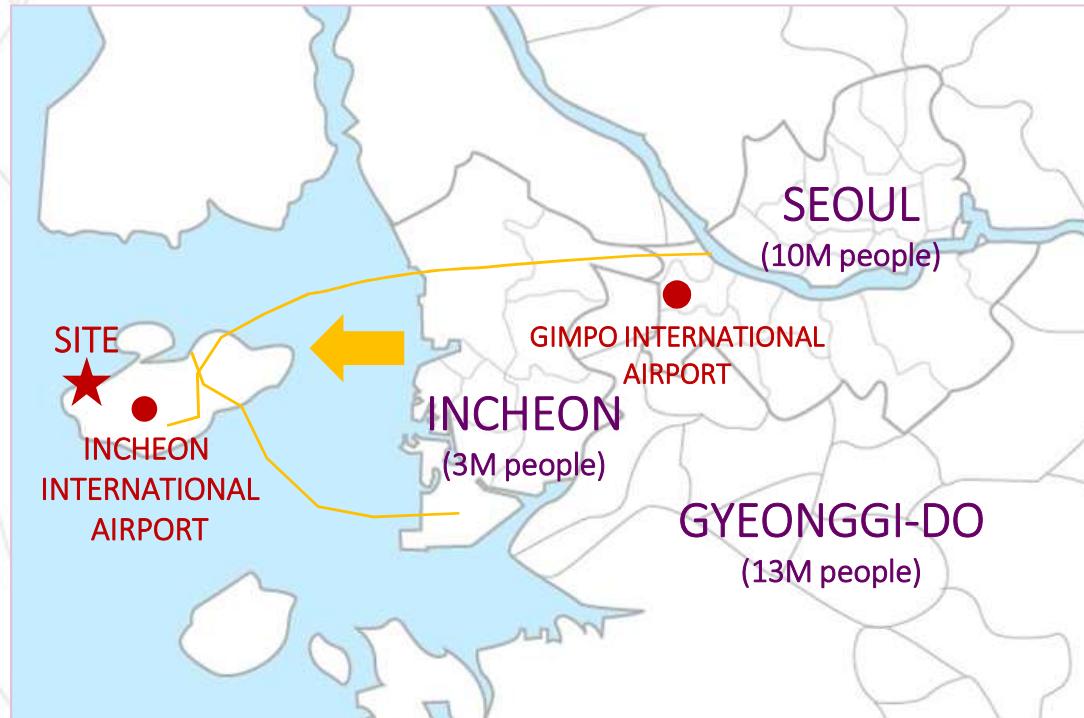 SEOUL
(10M people)
SITE
GIMPO INTERNATIONAL
AIRPORT
INCHEON
(3M people)
INCHEON
INTERNATIONAL
AIRPORT
GYEONGGI-DO
(13M people)